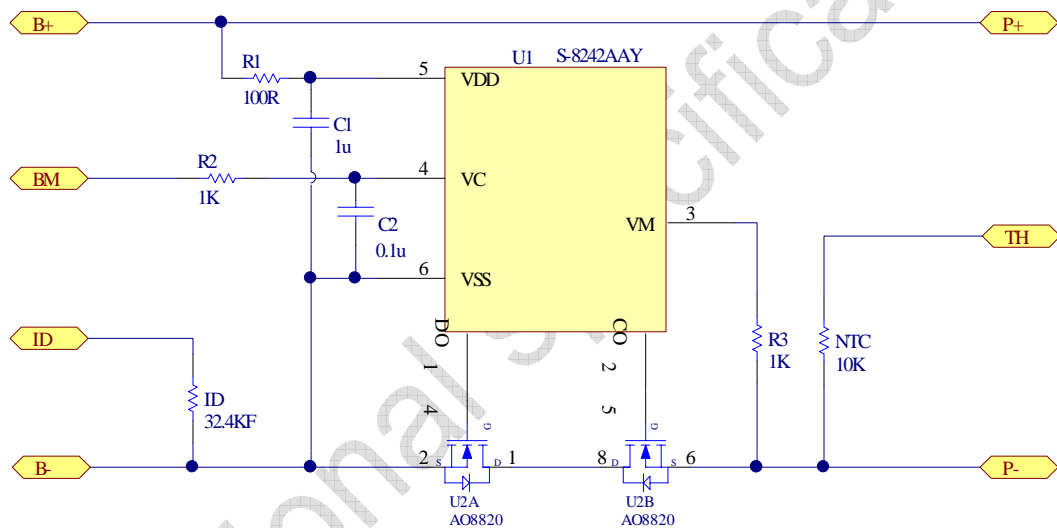 B+
P+
U1 S-8242AAY
R1
100R
5
VDD
C1
1u
BM
R2
1K
4
VC
C2
0.1u
VM
3
TH
6
VSS
ID
DO
CO
1
2
R3
1K
NTC
10K
ID
32.4KF
4
5
G
G
B-
2
S
D
1
8
D
S
6
P-
U2A
AO8820
U2B
AO8820